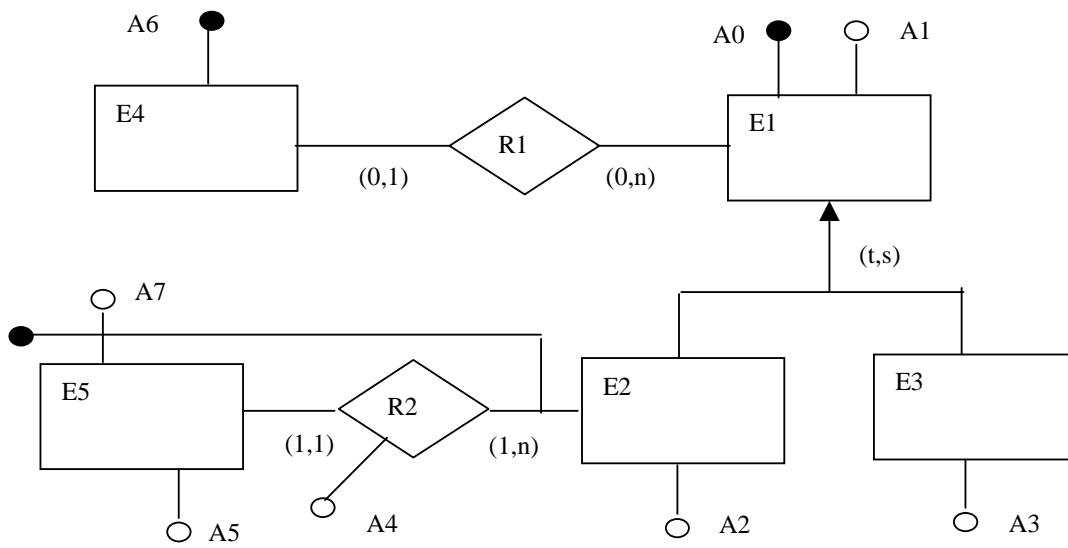 A6
A0
A1
E4
E1
R1
(0,1)
(0,n)
(t,s)
A7
E5
R2
E2
E3
(1,1)
(1,n)
A5
A4
A2
A3